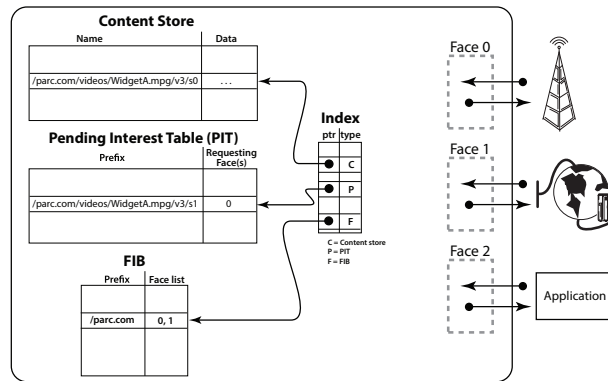 Content Store
Name Data
/parc.com/videos/WidgetA.mpg/v3/s0 ...
Pending Interest Table (PIT)
Prefix Requesting Face(s)
/parc.com/videos/WidgetA.mpg/v3/s1 0
FIB
Prefix Face list
/parc.com 0, 1
Index
ptr type
C
P
F
C = Content store
P = PIT
F = FIB
Face 0
Face 1
Face 2
Application